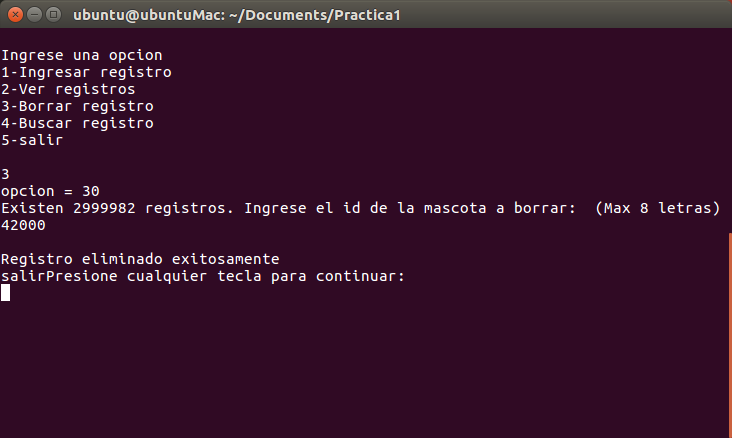 ubuntu@ubuntuMac: ~/Documents/Practica1
Ingrese una opcion
1-Ingresar registro
2-Ver registros
3-Borrar registro
4-Buscar registro
5-salir
3
opcion = 30
Existen 2999982 registros. Ingrese el id de la mascota a borrar:  (Max 8 letras)
42000
Registro eliminado exitosamente
salirPresione cualquier tecla para continuar: